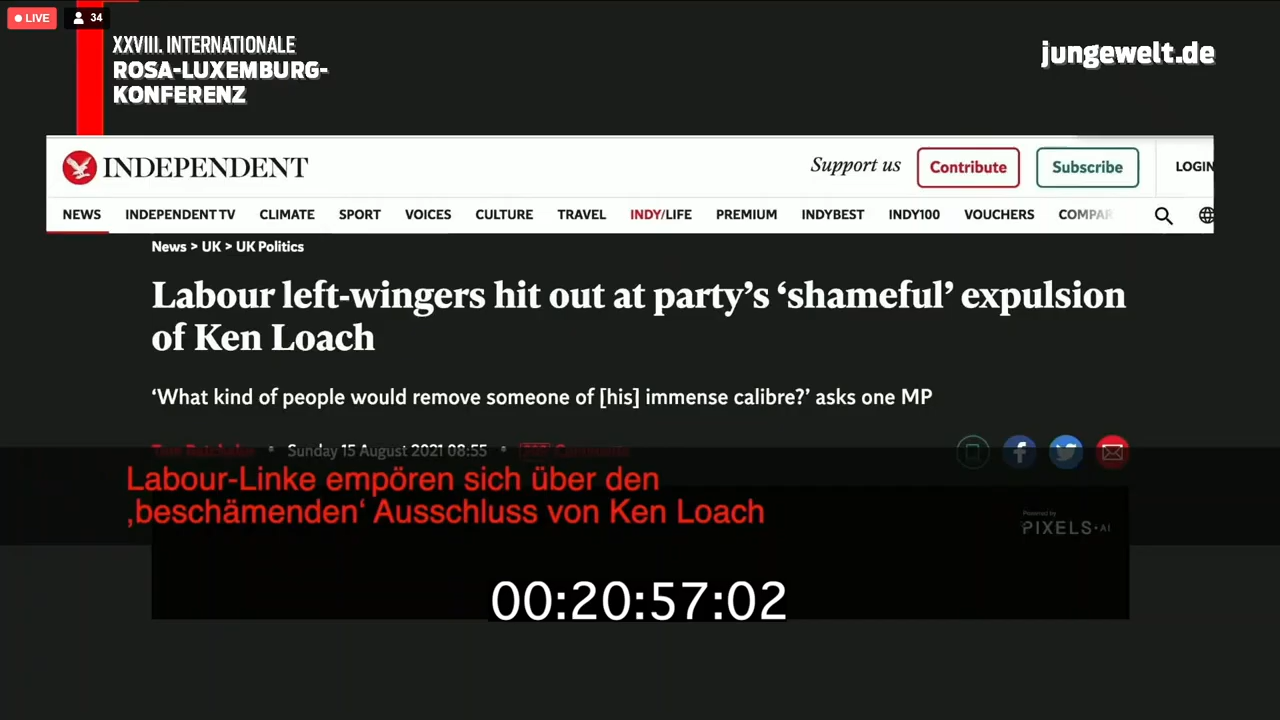 LIVE 34
XXVIII. INTERNATIONALE
ROSA-LUXEMBURG-
KONFERENZ
jungewelt.de
INDEPENDENT
Support us Contribute Subscribe LOGIN
NEWS INDEPENDENT TV CLIMATE SPORT VOICES CULTURE TRAVEL INDY/LIFE PREMIUM INDYBEST INDY100 VOUCHERS COMPAR
News > UK > UK Politics
Labour left-wingers hit out at party’s ‘shameful’ expulsion
of Ken Loach
‘What kind of people would remove someone of [his] immense calibre?’ asks one MP
• Sunday 15 August 2021 08:55 • Comments
Labour-Linke empören sich über den
‚beschämenden‘ Ausschluss von Ken Loach
Powered by
PIXELS·AI
00:20:57:02